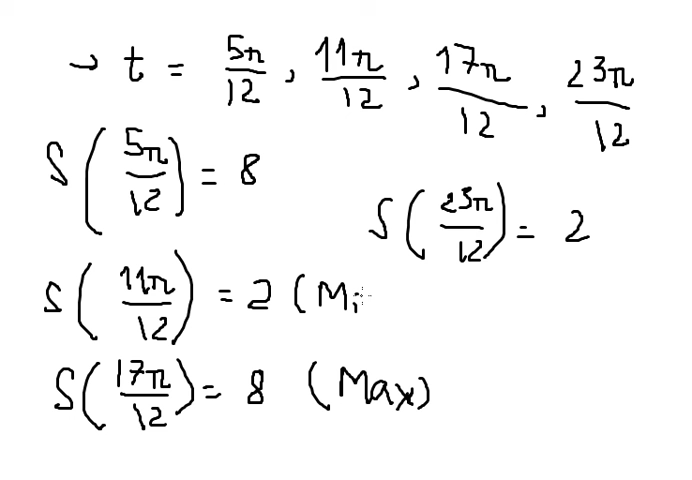 → t = 5π/12, 11π/12, 17π/12, 23π/12
S(5π/12) = 8
S(23π/12) = 2
S(11π/12) = 2 (Mi
S(17π/12) = 8 (Max)